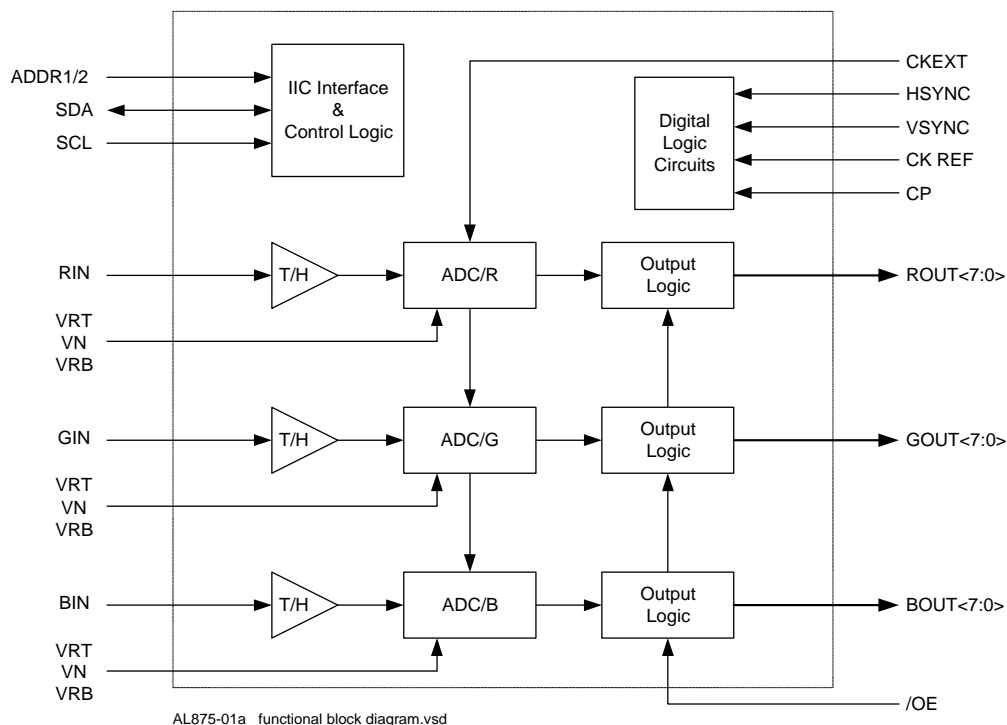 ADDR1/2
SDA
SCL
IIC Interface
&
Control Logic
CKEXT
HSYNC
VSYNC
CK REF
CP
Digital
Logic
Circuits
RIN
T/H
ADC/R
Output
Logic
ROUT<7:0>
VRT
VN
VRB
GIN
T/H
ADC/G
Output
Logic
GOUT<7:0>
VRT
VN
VRB
BIN
T/H
ADC/B
Output
Logic
BOUT<7:0>
VRT
VN
VRB
/OE
AL875-01a functional block diagram.vsd